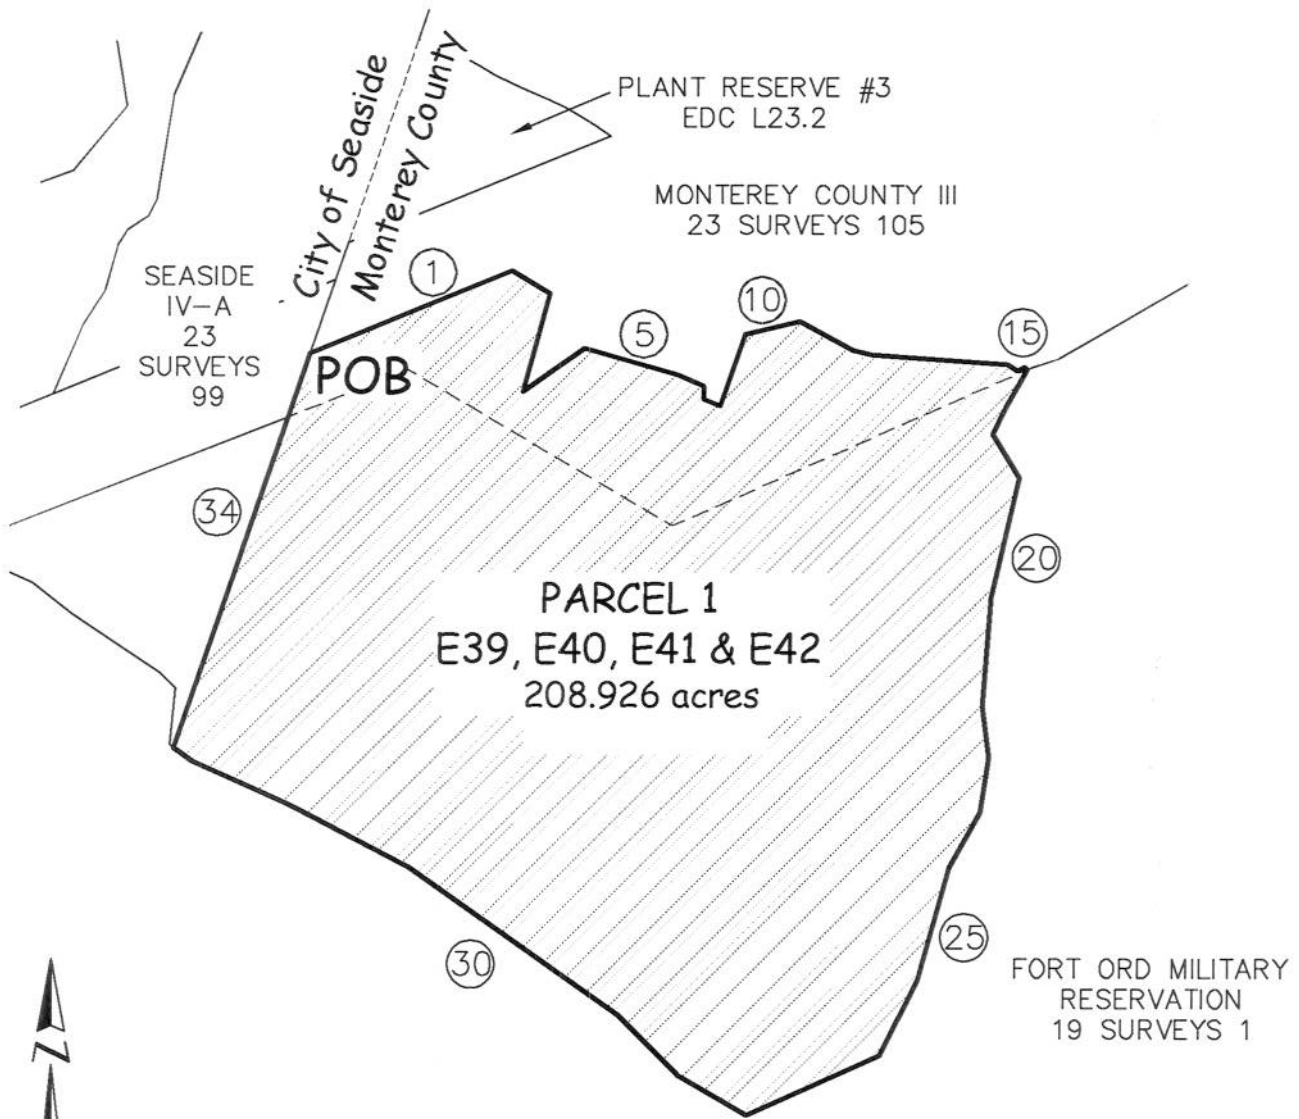 PLANT RESERVE #3
EDC L23.2
City of Seaside
Monterey County
MONTEREY COUNTY III
23 SURVEYS 105
SEASIDE
IV-A
23
SURVEYS
99
1
10
5
15
POB
34
20
PARCEL 1
E39, E40, E41 & E42
208.926 acres
25
30
FORT ORD MILITARY
RESERVATION
19 SURVEYS 1
N